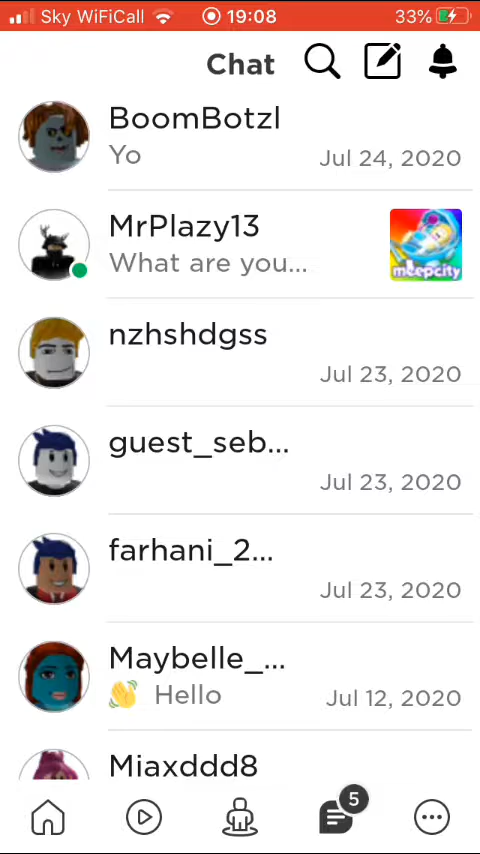 Sky WiFiCall 19:08 33%
Chat
BoomBotzl
Yo Jul 24, 2020
MrPlazy13
What are you...
meepcity
nzhshdgss
Jul 23, 2020
guest_seb...
Jul 23, 2020
farhani_2...
Jul 23, 2020
Maybelle_...
👋 Hello Jul 12, 2020
Miaxddd8
5